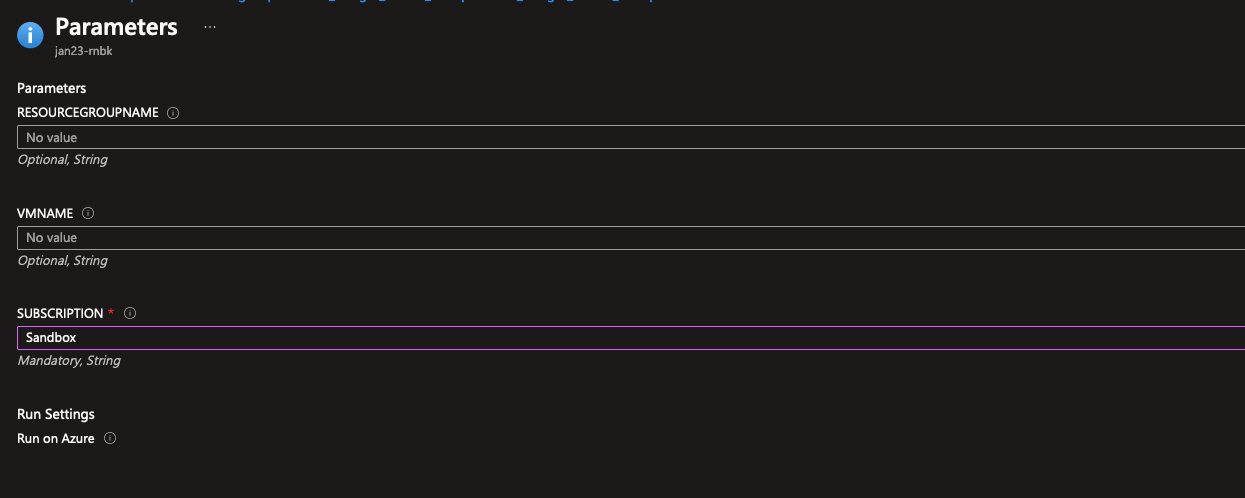 Parameters ...
jan23-rnbk
Parameters
RESOURCEGROUPNAME
No value
Optional, String
VMNAME
No value
Optional, String
SUBSCRIPTION *
Sandbox
Mandatory, String
Run Settings
Run on Azure